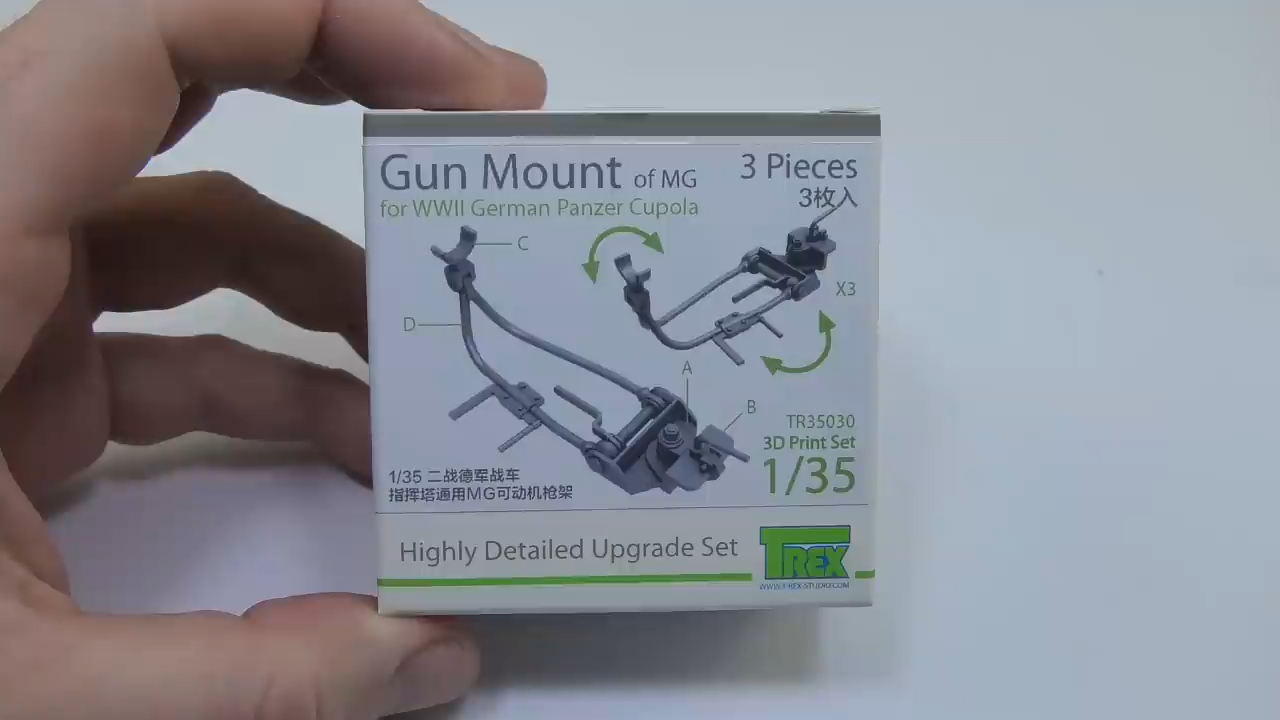 Gun Mount of MG
for WWII German Panzer Cupola
3 Pieces
3枚入
C
D
X3
A
B
TR35030
3D Print Set
1/35
1/35 二战德军战车
指挥塔通用MG可动机枪架
Highly Detailed Upgrade Set
T-REX
WWW.T-REX-STUDIO.COM